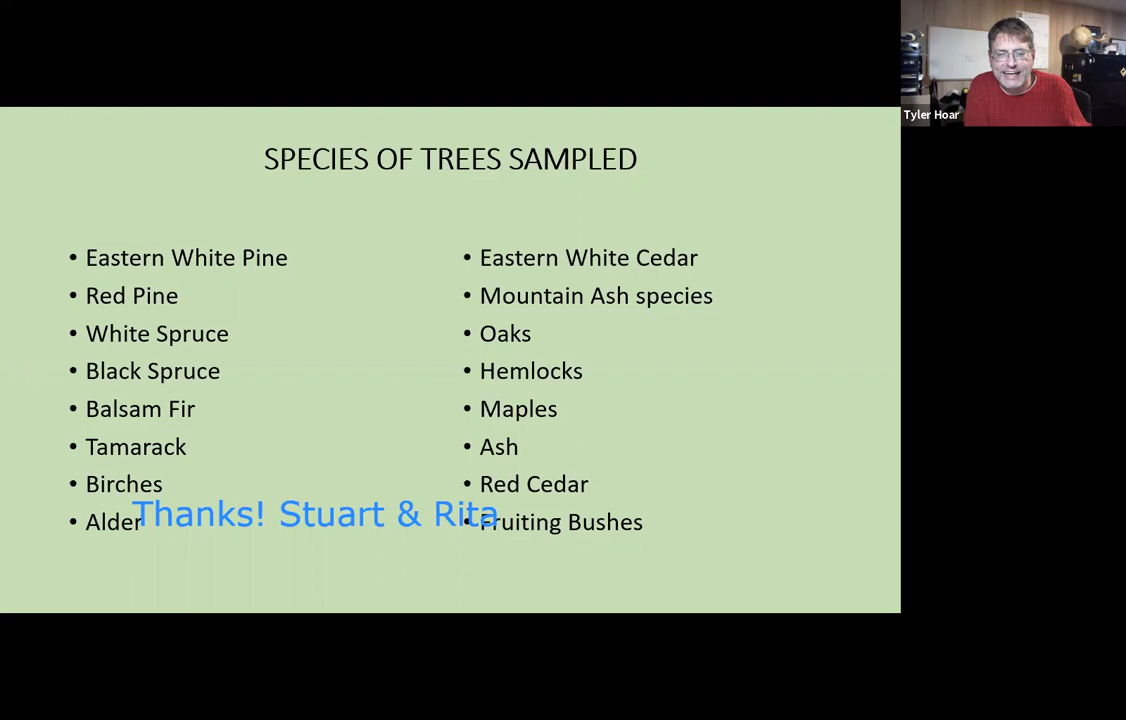 Tyler Hoar
SPECIES OF TREES SAMPLED
• Eastern White Pine
• Red Pine
• White Spruce
• Black Spruce
• Balsam Fir
• Tamarack
• Birches
• Alder
• Eastern White Cedar
• Mountain Ash species
• Oaks
• Hemlocks
• Maples
• Ash
• Red Cedar
• Fruiting Bushes
Thanks! Stuart & Rita